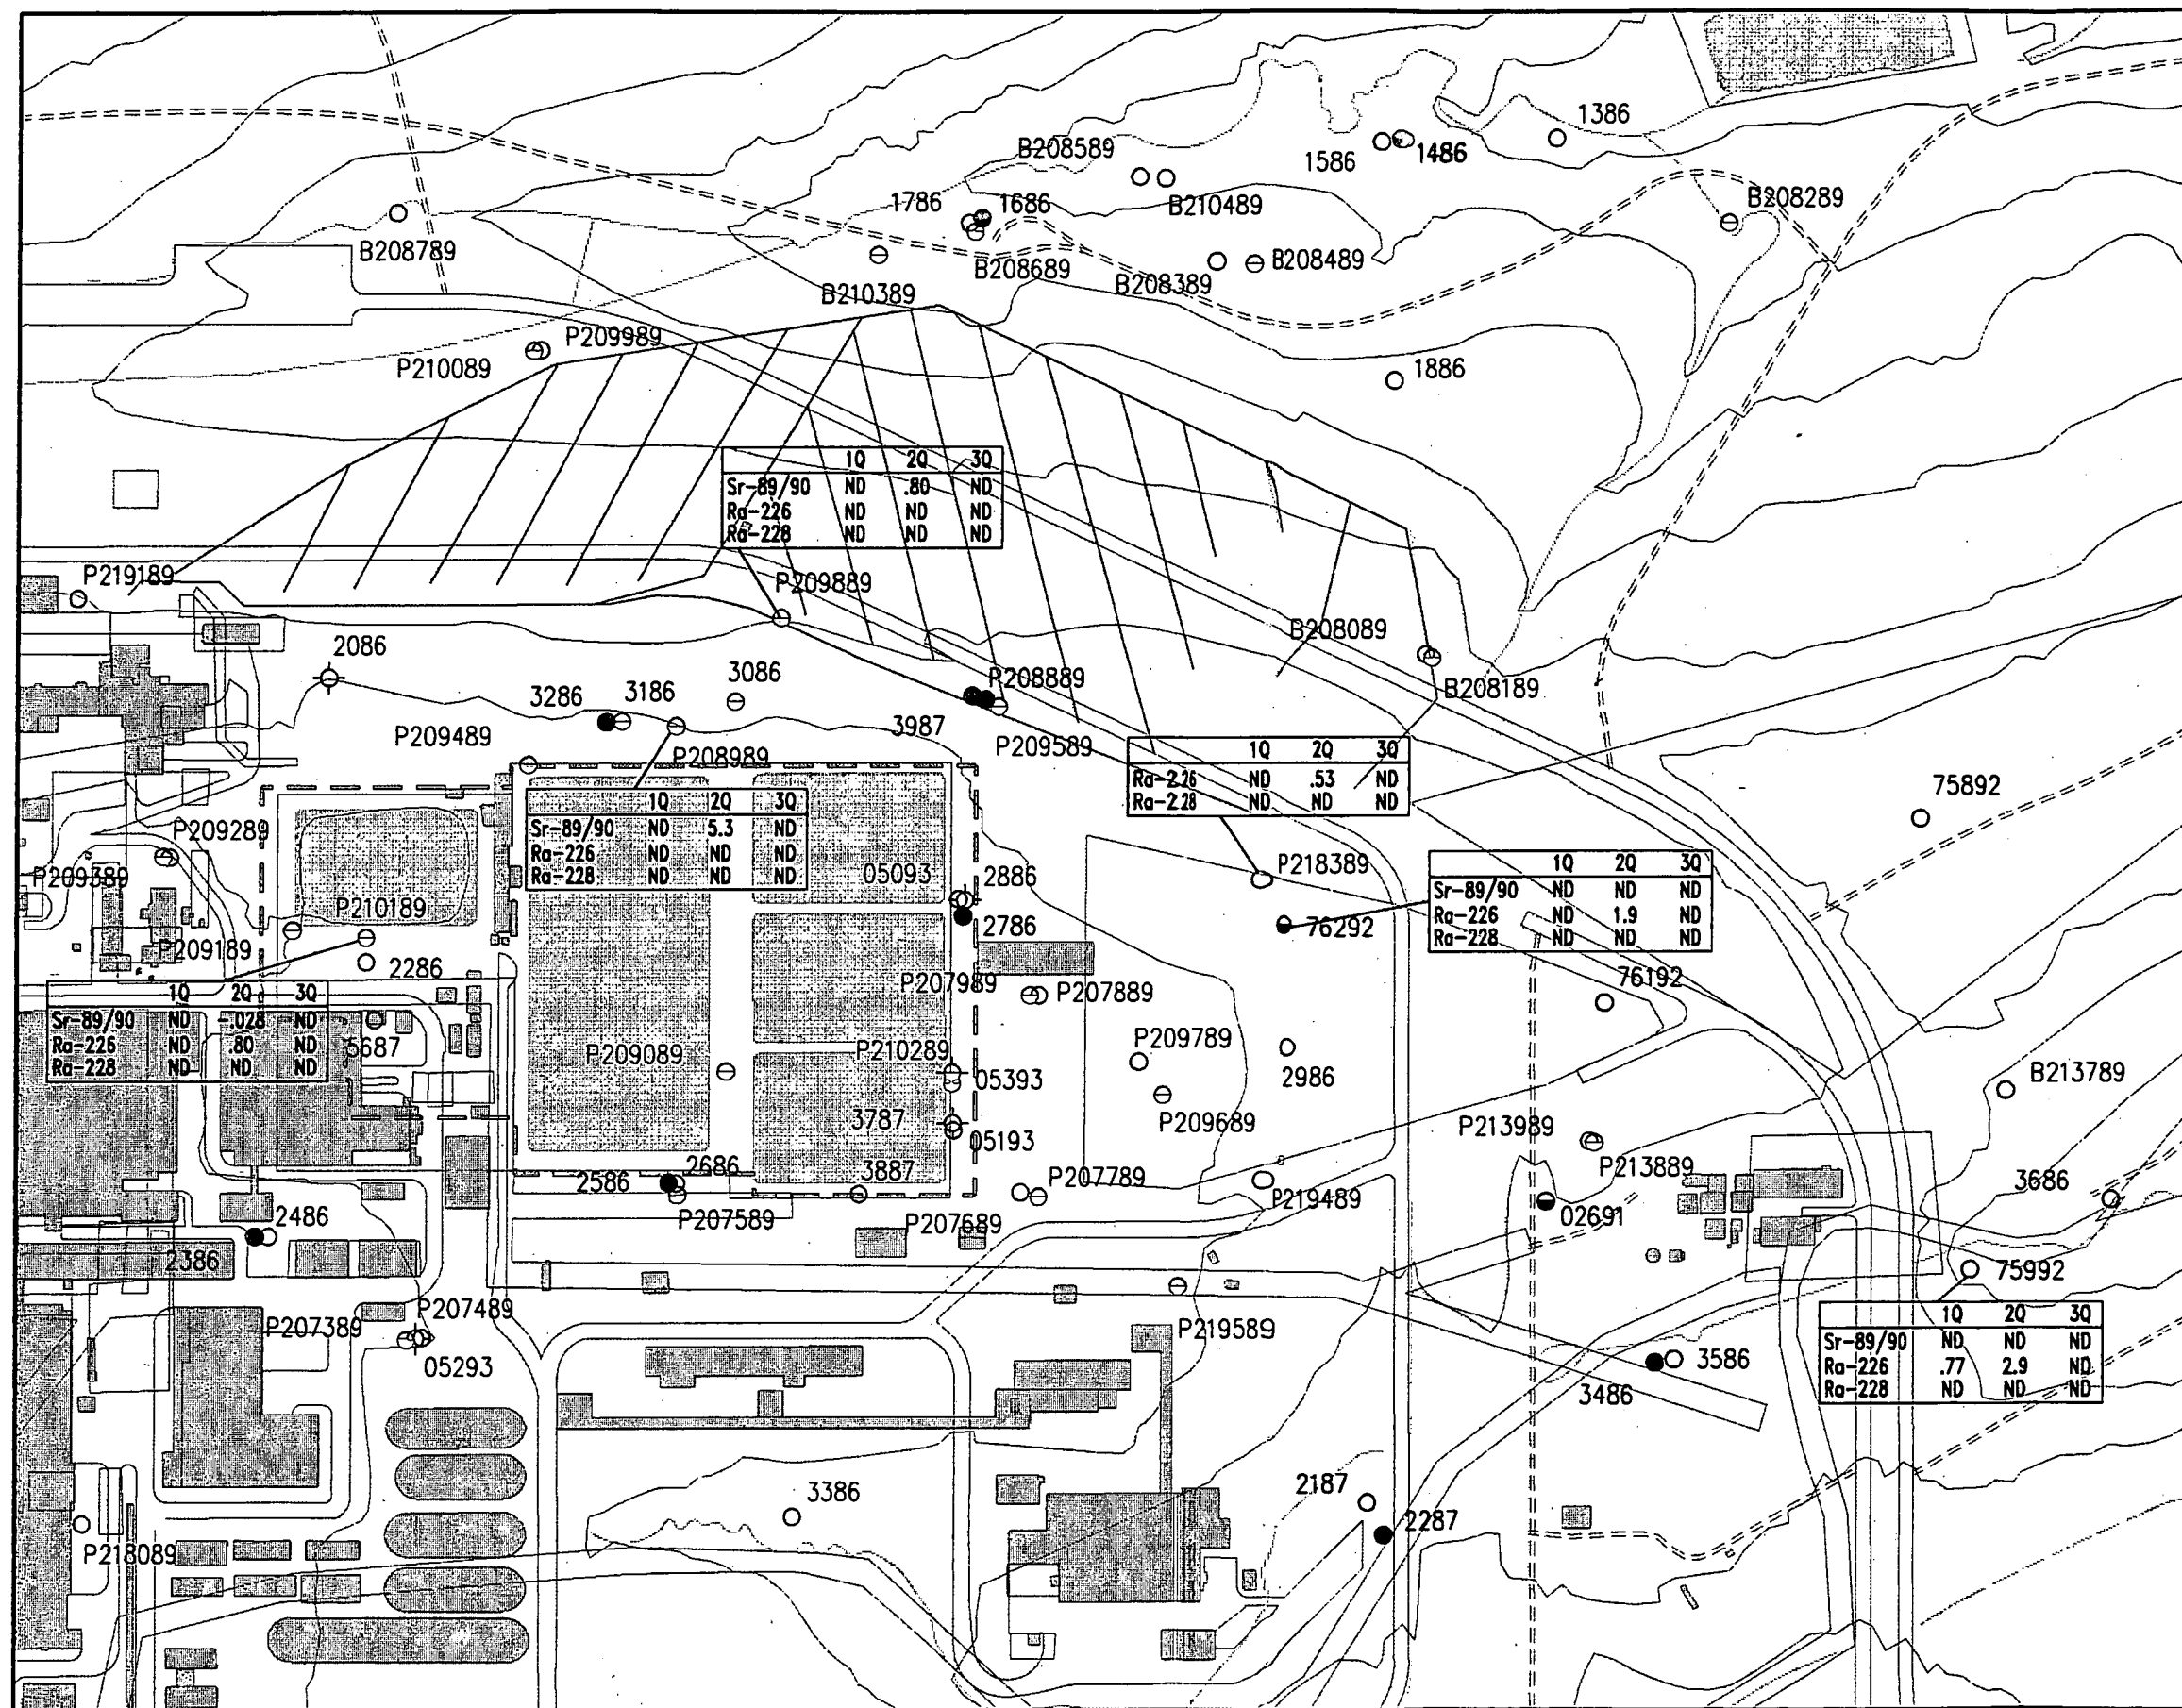 1386
B208589
1586
1486
B210489
B208289
1786
1686
B208789
B208689
B208489
B208389
B210389
P209989
P210089
1886
1Q 2Q 3Q
Sr-89/90 ND .80 ND
Ra-226 ND ND ND
Ra-228 ND ND ND
P219189
P209889
B208089
2086
3086
P208889
B208189
3286
3186
P209489
3987
P208989
P209589
1Q 2Q 3Q
Ra-226 ND .53 ND
Ra-228 ND ND ND
75892
1Q 2Q 3Q
Sr-89/90 ND 5.3 ND
Ra-226 ND ND ND
Ra-228 ND ND ND
P209289
P209389
05093
2886
P218389
1Q 2Q 3Q
Sr-89/90 ND ND ND
Ra-226 ND 1.9 ND
Ra-228 ND ND ND
P210189
2786
76292
P209189
2286
P207989
P207889
76192
1Q 2Q 3Q
Sr-89/90 ND -.028 ND
Ra-226 ND .80 ND
Ra-228 ND ND ND
5687
P209089
P210289
P209789
05393
2986
B213789
3787
P209689
P213989
05193
P213889
2586
2686
3887
P207789
P219489
3686
2486
P207589
P207689
02691
2386
75992
P207489
P207389
P219589
1Q 2Q 3Q
Sr-89/90 ND ND ND
Ra-226 .77 2.9 ND
Ra-228 ND ND ND
05293
3586
3486
3386
2187
2287
P218089